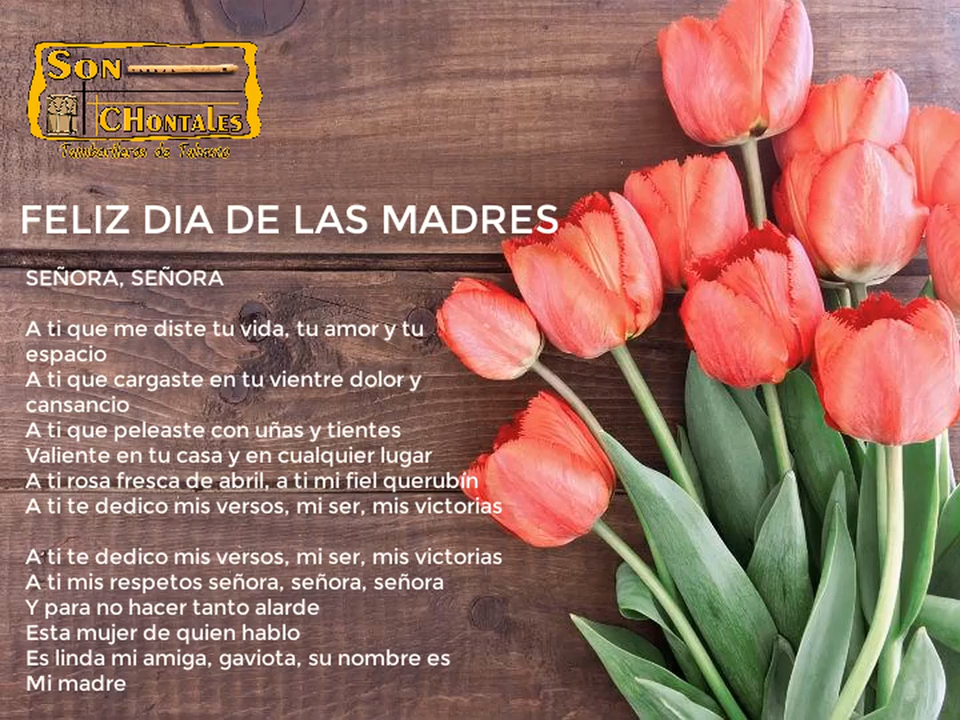 SON
CHONTALES
Tamborileros de Tabasco
FELIZ DIA DE LAS MADRES
SEÑORA, SEÑORA
A ti que me diste tu vida, tu amor y tu
espacio
A ti que cargaste en tu vientre dolor y
cansancio
A ti que peleaste con uñas y tientes
Valiente en tu casa y en cualquier lugar
A ti rosa fresca de abril, a ti mi fiel querubín
A ti te dedico mis versos, mi ser, mis victorias
A ti te dedico mis versos, mi ser, mis victorias
A ti mis respetos señora, señora, señora
Y para no hacer tanto alarde
Esta mujer de quien hablo
Es linda mi amiga, gaviota, su nombre es
Mi madre